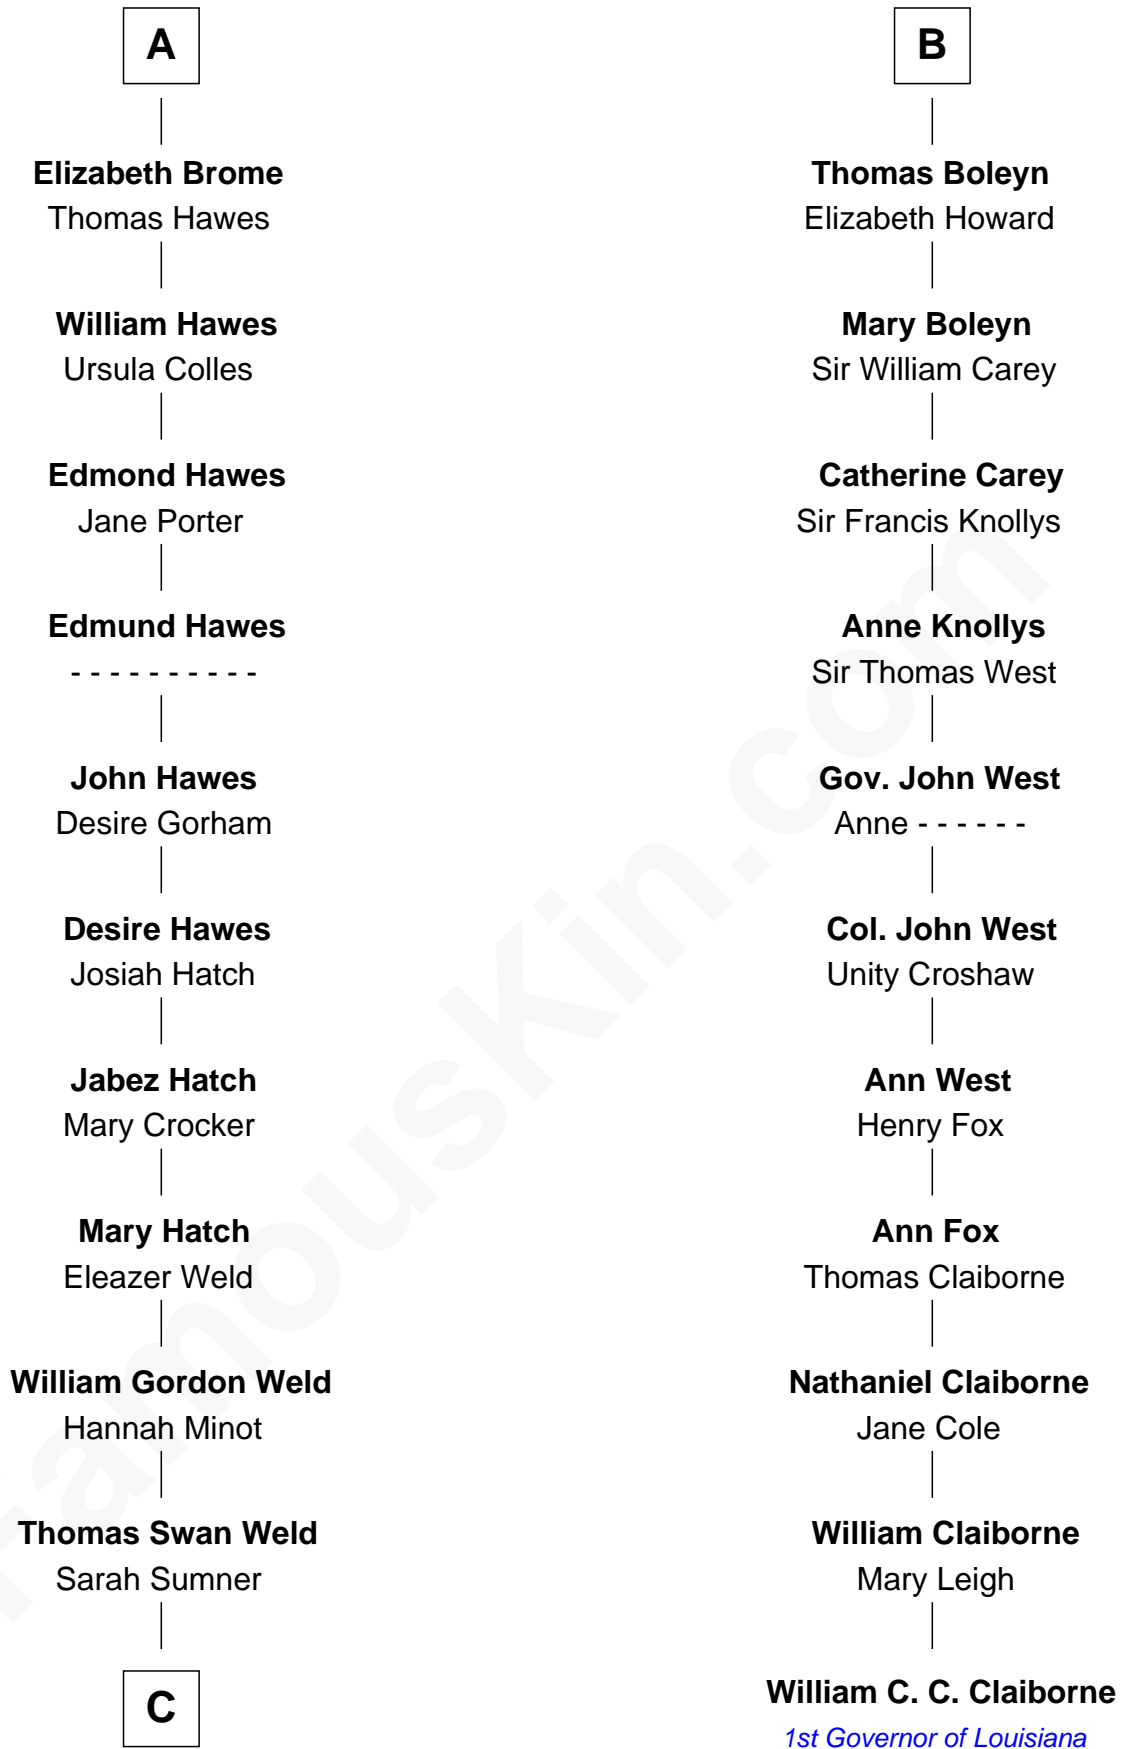 A
Elizabeth Brome
Thomas Hawes
William Hawes
Ursula Colles
Edmond Hawes
Jane Porter
Edmund Hawes
- - - - - - - - - -
John Hawes
Desire Gorham
Desire Hawes
Josiah Hatch
Jabez Hatch
Mary Crocker
Mary Hatch
Eleazer Weld
William Gordon Weld
Hannah Minot
Thomas Swan Weld
Sarah Sumner
C
B
Thomas Boleyn
Elizabeth Howard
Mary Boleyn
Sir William Carey
Catherine Carey
Sir Francis Knollys
Anne Knollys
Sir Thomas West
Gov. John West
Anne - - - - - -
Col. John West
Unity Croshaw
Ann West
Henry Fox
Ann Fox
Thomas Claiborne
Nathaniel Claiborne
Jane Cole
William Claiborne
Mary Leigh
William C. C. Claiborne
1st Governor of Louisiana
FamousKin.com